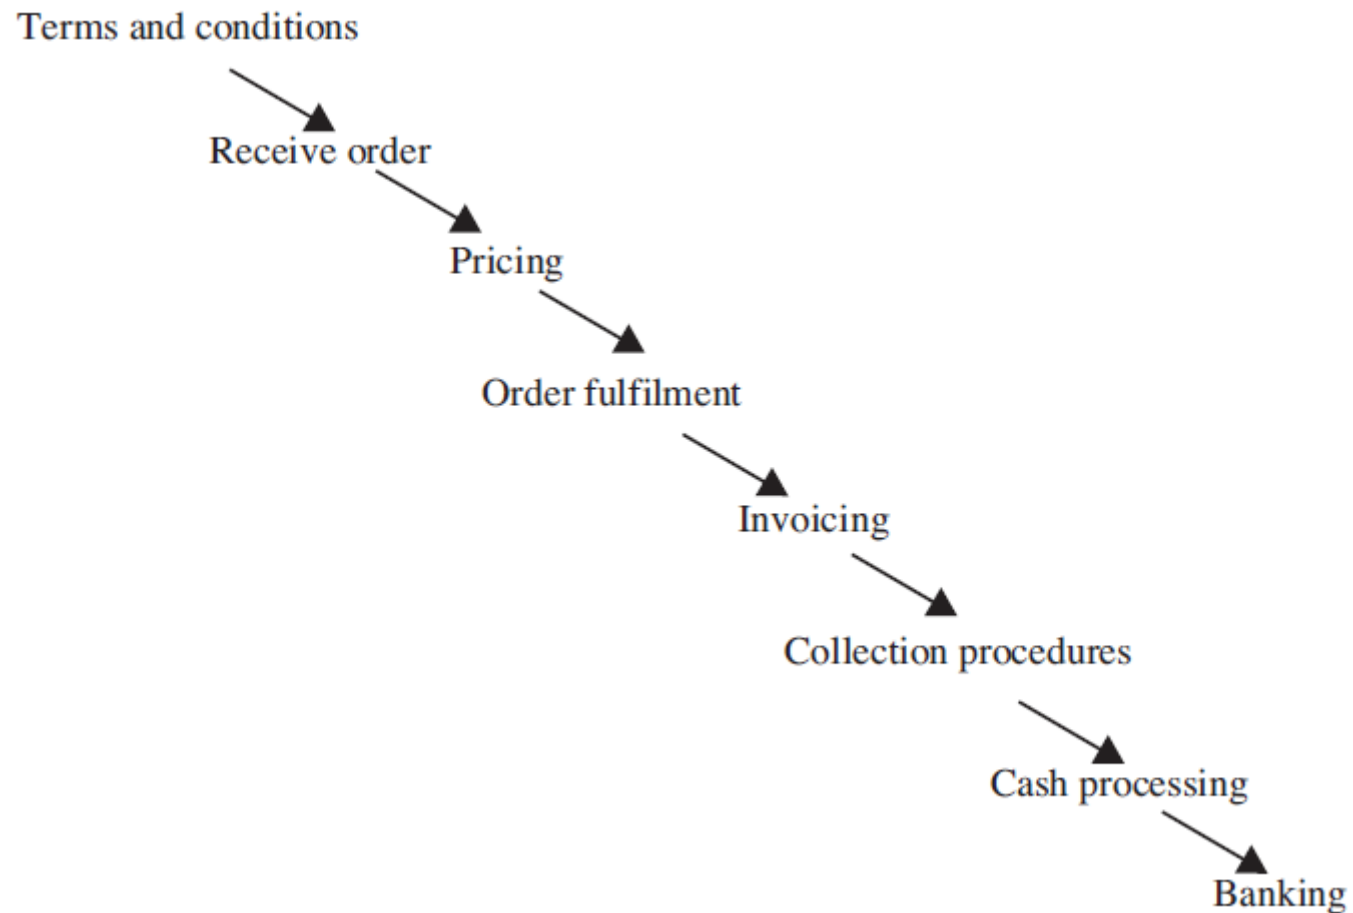 Terms and conditions
Receive order
Pricing
Order fulfilment
Invoicing
Collection procedures
Cash processing
Banking